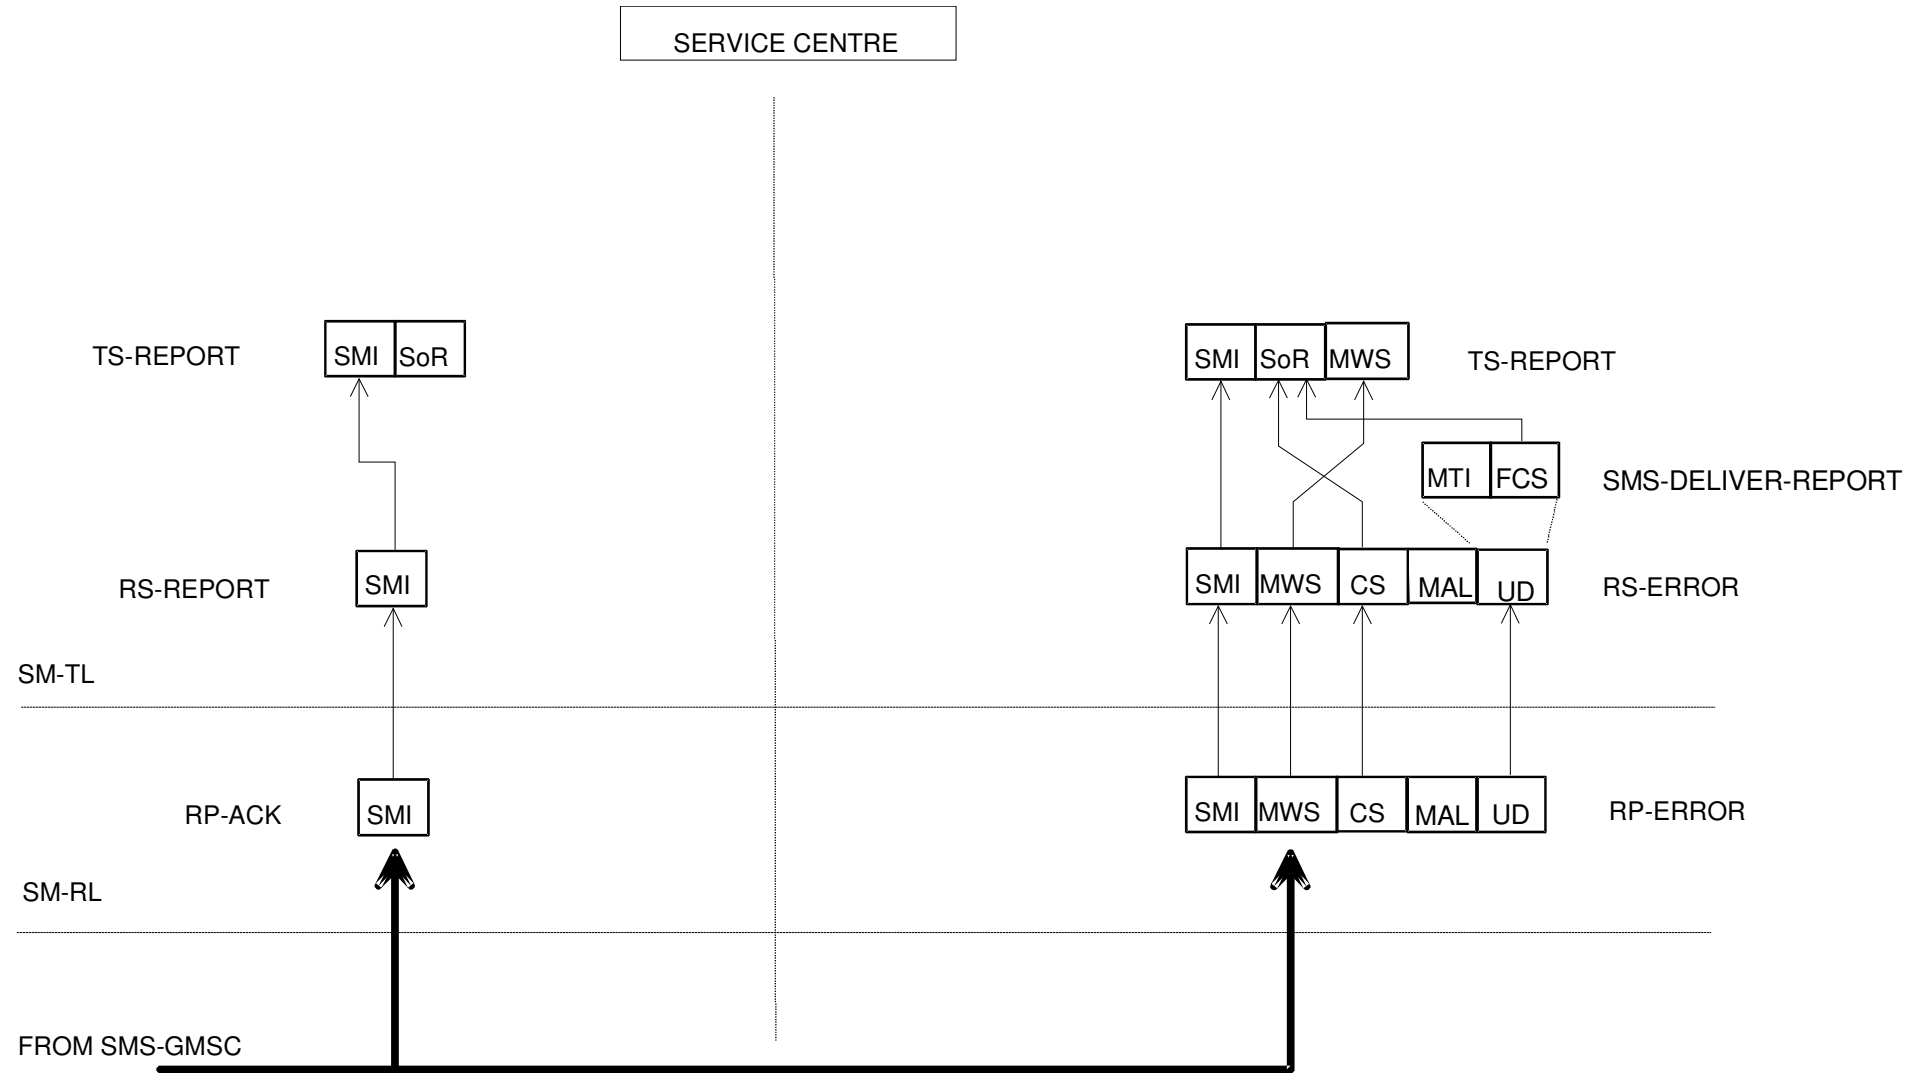 SERVICE CENTRE
TS-REPORT SMI SoR SMI SoR MWS TS-REPORT
MTI FCS SMS-DELIVER-REPORT
RS-REPORT SMI SMI MWS CS MAL UD RS-ERROR
SM-TL
RP-ACK SMI SMI MWS CS MAL UD RP-ERROR
SM-RL
FROM SMS-GMSC